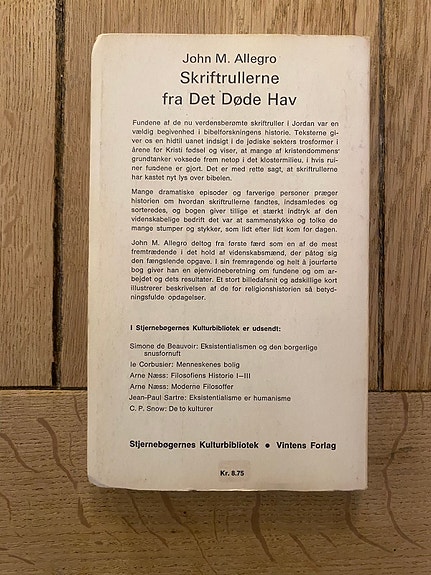 John M. Allegro
Skriftrullerne
fra Det Døde Hav
Fundene af de nu verdensberømte skriftruller i Jordan var en
vældig begivenhed i bibelforskningens historie. Teksterne gi-
ver os en hidtil uanet indsigt i de jødiske sekters trosformer i
årene før Kristi fødsel og viser, at mange af kristendommens
grundtanker voksede frem netop i det klostermiljø, i hvis rui-
ner fundene er gjort. Det er med rette sagt, at skriftrullerne
har kastet nyt lys over bibelen.
Mange dramatiske episoder og farverige personer præger
historien om hvordan skriftrullerne fandtes, indsamledes og
sorteredes, og bogen giver tillige et stærkt indtryk af den
videnskabelige bedrift det var at sammenstykke og tolke de
mange stumper og stykker, som lidt efter lidt kom for dagen.
John M. Allegro deltog fra første færd som en af de mest
fremtrædende i det hold af videnskabsmænd, der påtog sig
den fængslende opgave. I sin fremragende og helt à jourførte
bog giver han en øjenvidneberetning om fundene og om ar-
bejdet og dets resultater. Et stort billedafsnit og adskillige kort
illustrerer beskrivelsen af de for religionshistorien så betyd-
ningsfulde opdagelser.
I Stjernebøgernes Kulturbibliotek er udsendt:
Simone de Beauvoir: Eksistentialismen og den borgerlige
snusfornuft
le Corbusier: Menneskenes bolig
Arne Næss: Filosofiens Historie I–III
Arne Næss: Moderne Filosoffer
Jean-Paul Sartre: Eksistentialisme er humanisme
C. P. Snow: De to kulturer
Stjernebøgernes Kulturbibliotek ● Vintens Forlag
Kr. 8.75